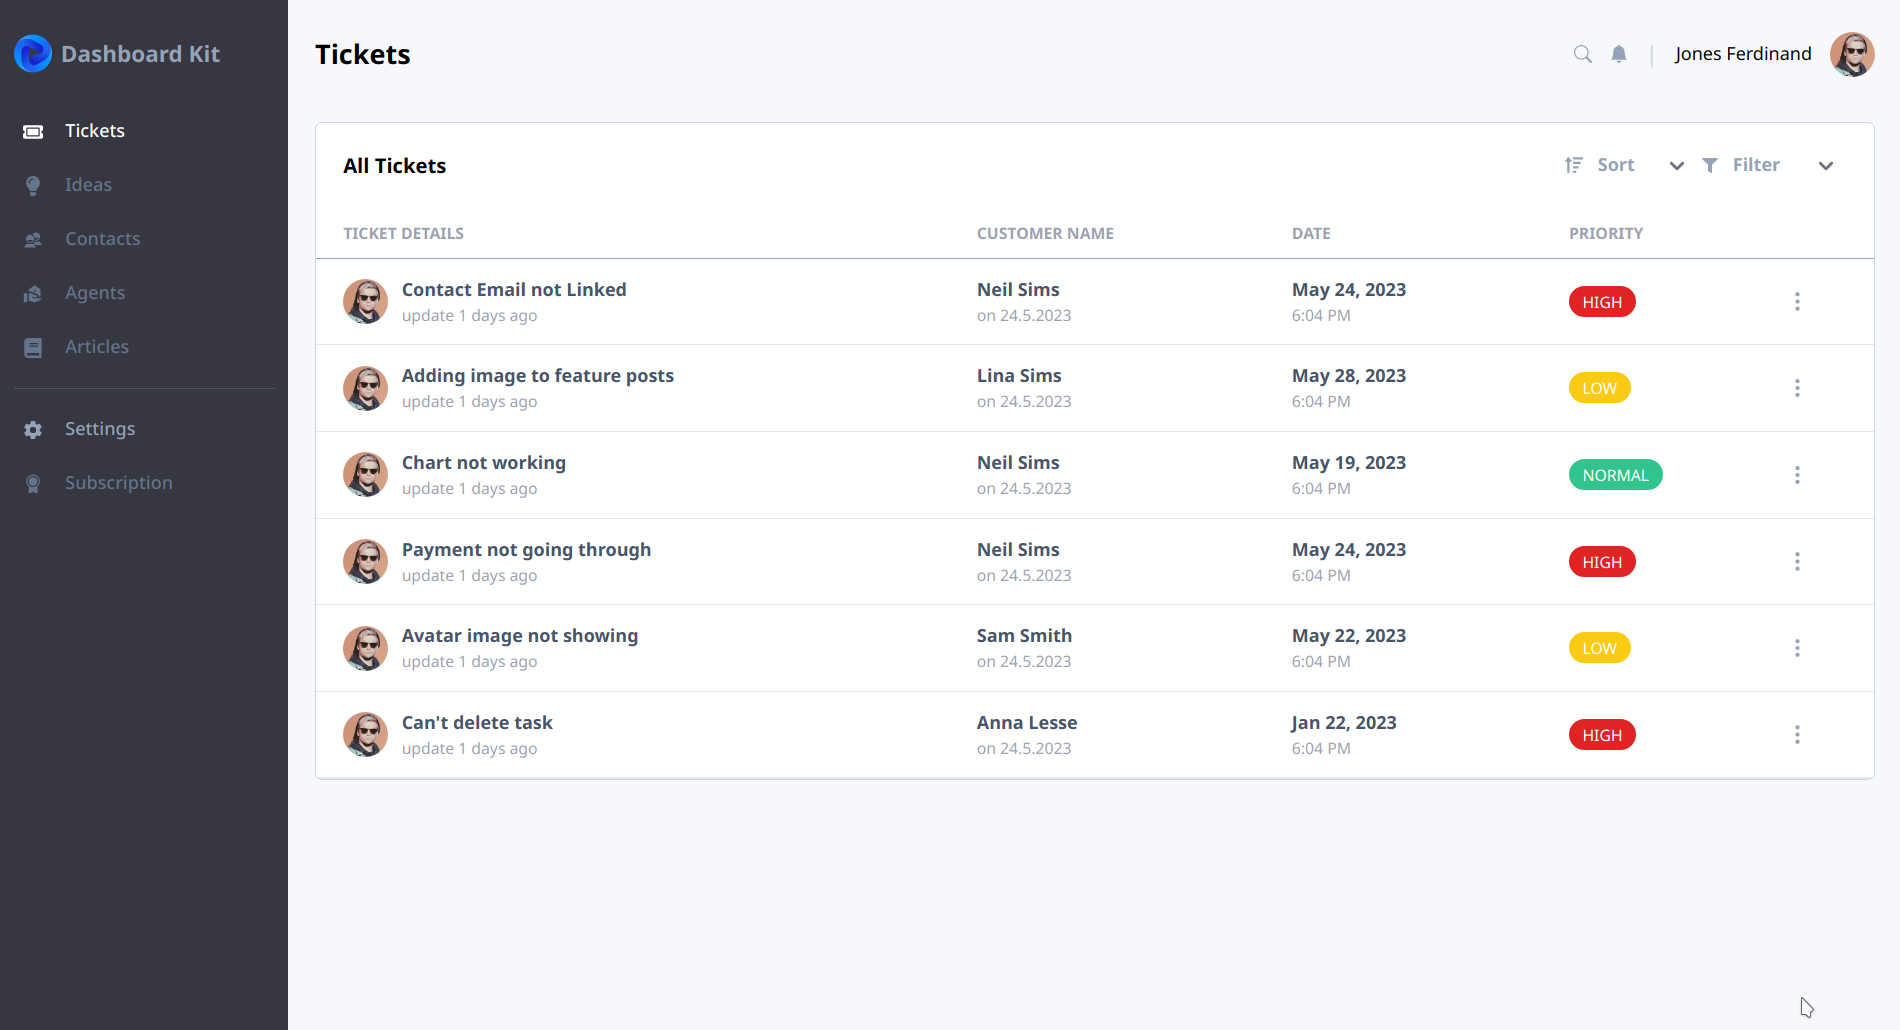 Dashboard Kit
Tickets
Ideas
Contacts
Agents
Articles
Settings
Subscription
Tickets
Jones Ferdinand
All Tickets
Sort
Filter
TICKET DETAILS CUSTOMER NAME DATE PRIORITY
Contact Email not Linked Neil Sims May 24, 2023 HIGH
update 1 days ago on 24.5.2023 6:04 PM
Adding image to feature posts Lina Sims May 28, 2023 LOW
update 1 days ago on 24.5.2023 6:04 PM
Chart not working Neil Sims May 19, 2023 NORMAL
update 1 days ago on 24.5.2023 6:04 PM
Payment not going through Neil Sims May 24, 2023 HIGH
update 1 days ago on 24.5.2023 6:04 PM
Avatar image not showing Sam Smith May 22, 2023 LOW
update 1 days ago on 24.5.2023 6:04 PM
Can't delete task Anna Lesse Jan 22, 2023 HIGH
update 1 days ago on 24.5.2023 6:04 PM